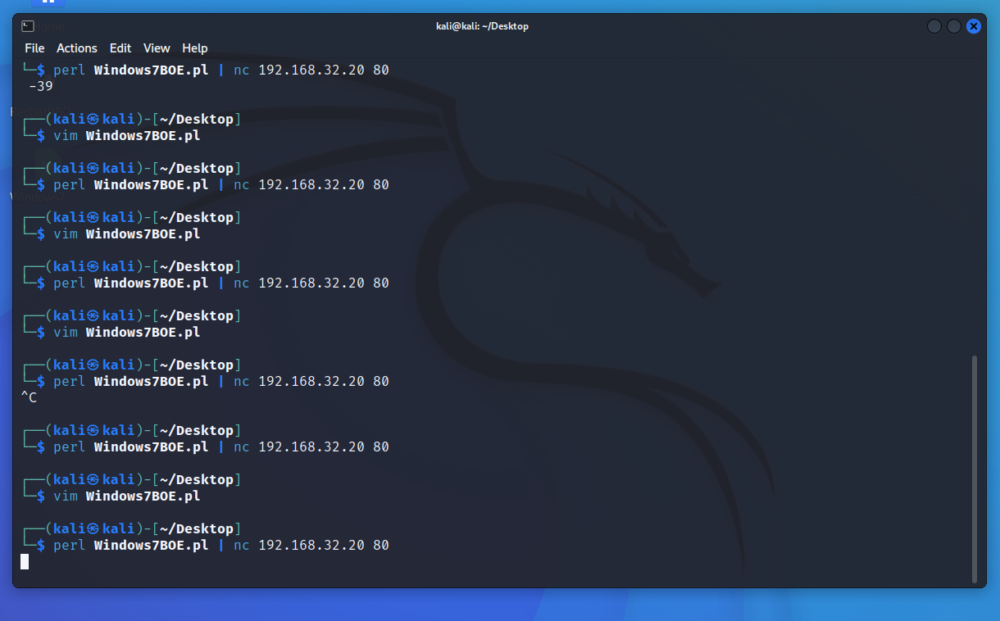 kali@kali: ~/Desktop
File Actions Edit View Help
└─$ perl Windows7BOE.pl | nc 192.168.32.20 80
-39
┌──(kali㉿kali)-[~/Desktop]
└─$ vim Windows7BOE.pl
┌──(kali㉿kali)-[~/Desktop]
└─$ perl Windows7BOE.pl | nc 192.168.32.20 80
┌──(kali㉿kali)-[~/Desktop]
└─$ vim Windows7BOE.pl
┌──(kali㉿kali)-[~/Desktop]
└─$ perl Windows7BOE.pl | nc 192.168.32.20 80
┌──(kali㉿kali)-[~/Desktop]
└─$ vim Windows7BOE.pl
┌──(kali㉿kali)-[~/Desktop]
└─$ perl Windows7BOE.pl | nc 192.168.32.20 80
^C
┌──(kali㉿kali)-[~/Desktop]
└─$ perl Windows7BOE.pl | nc 192.168.32.20 80
┌──(kali㉿kali)-[~/Desktop]
└─$ vim Windows7BOE.pl
┌──(kali㉿kali)-[~/Desktop]
└─$ perl Windows7BOE.pl | nc 192.168.32.20 80
Home